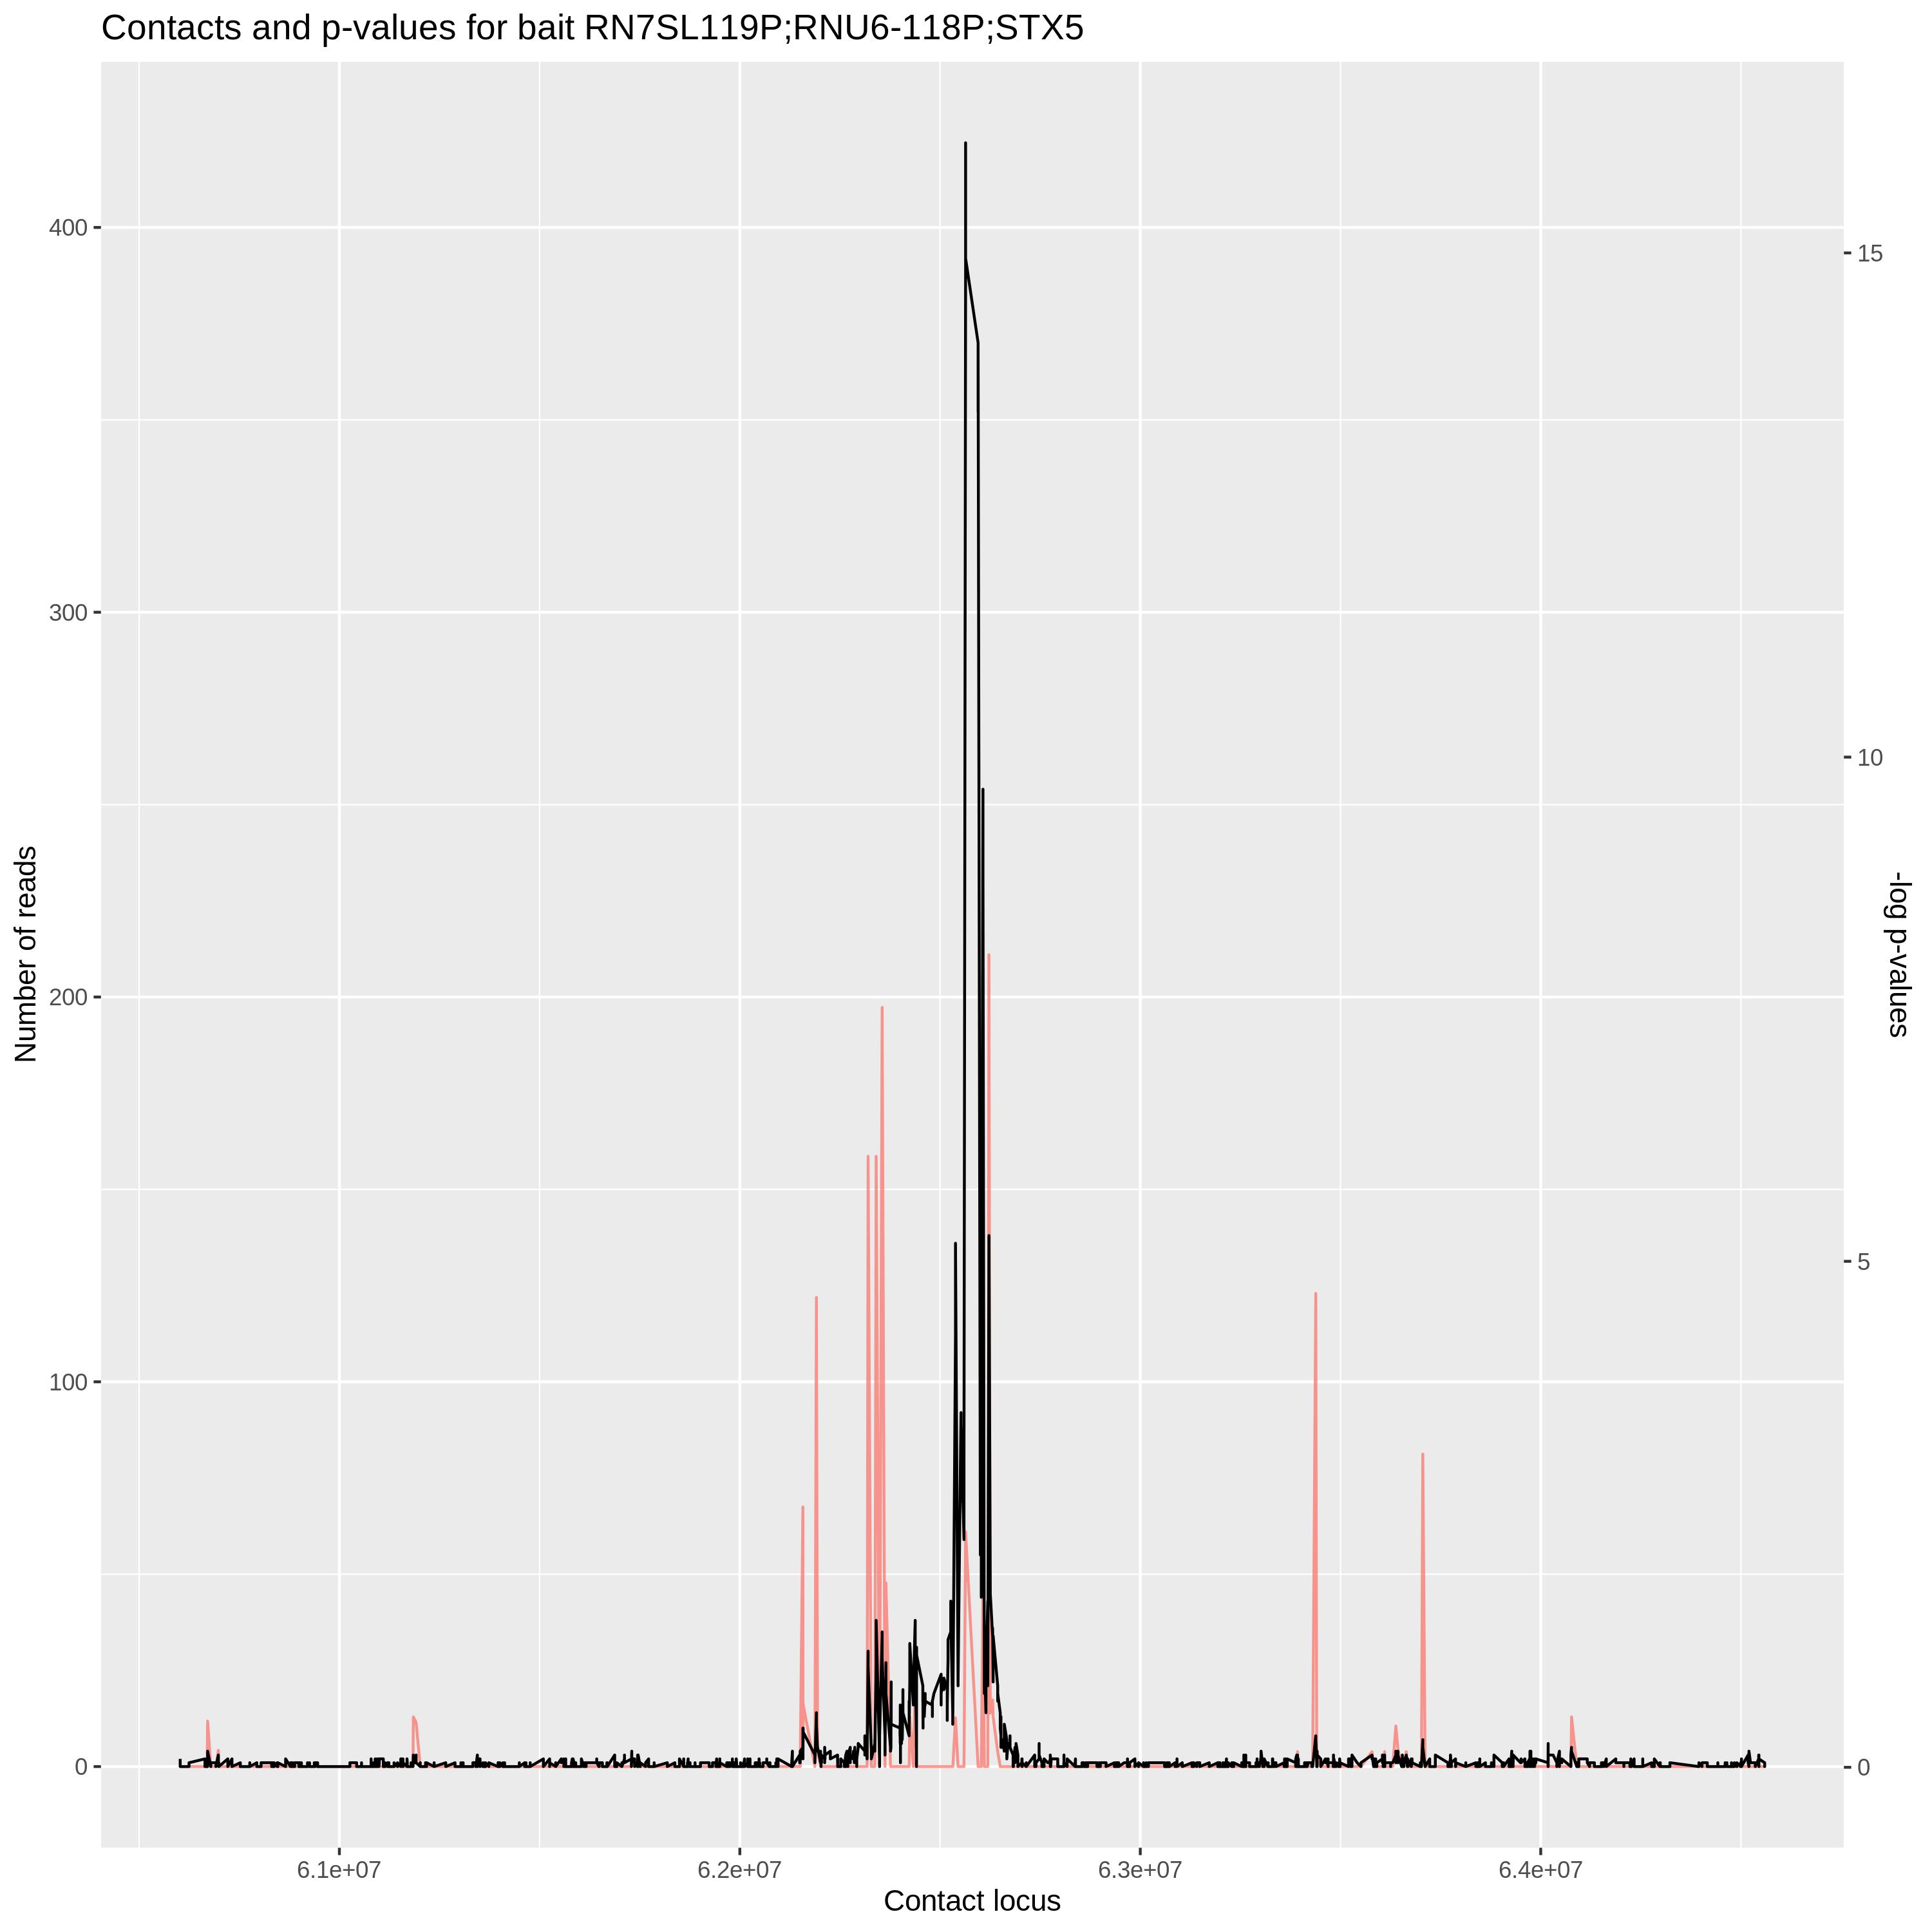 Contacts and p-values for bait RN7SL119P;RNU6-118P;STX5
400
300
200
100
0
Number of reads
15
10
5
0
-log p-values
6.1e+07 6.2e+07 6.3e+07 6.4e+07
Contact locus